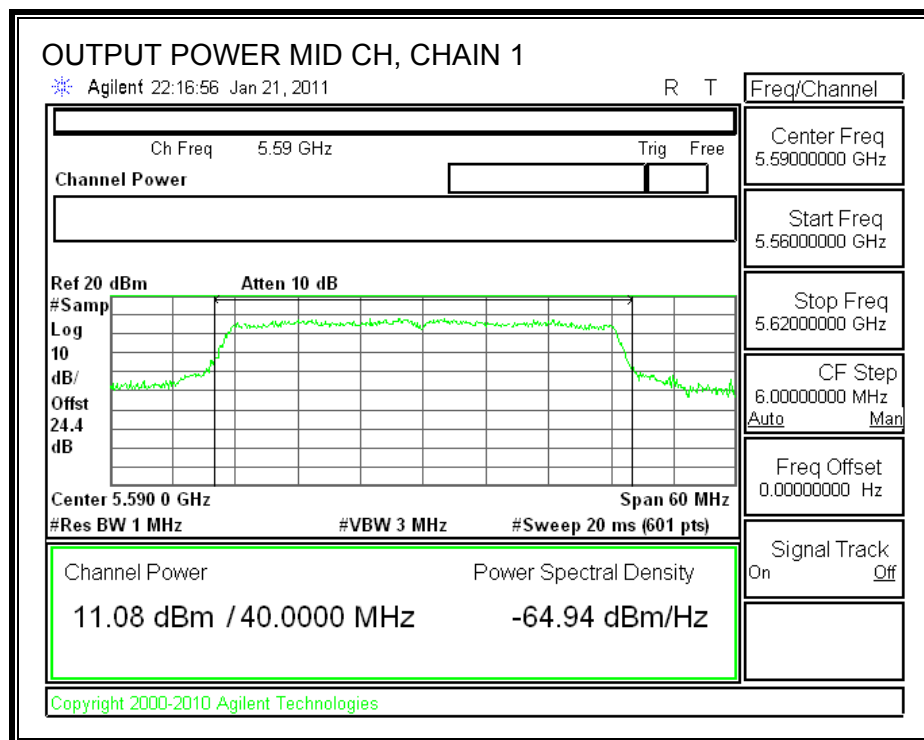 OUTPUT POWER MID CH, CHAIN 1
Agilent 22:16:56 Jan 21, 2011 R T
Freq/Channel
Ch Freq 5.59 GHz Trig Free
Channel Power
Center Freq
5.59000000 GHz
Start Freq
5.56000000 GHz
Stop Freq
5.62000000 GHz
CF Step
6.00000000 MHz
Auto Man
Freq Offset
0.00000000 Hz
Signal Track
On Off
Ref 20 dBm Atten 10 dB
#Samp
Log
10
dB/
Offst
24.4
dB
Center 5.590 0 GHz Span 60 MHz
#Res BW 1 MHz #VBW 3 MHz #Sweep 20 ms (601 pts)
Channel Power Power Spectral Density
11.08 dBm / 40.0000 MHz -64.94 dBm/Hz
Copyright 2000-2010 Agilent Technologies